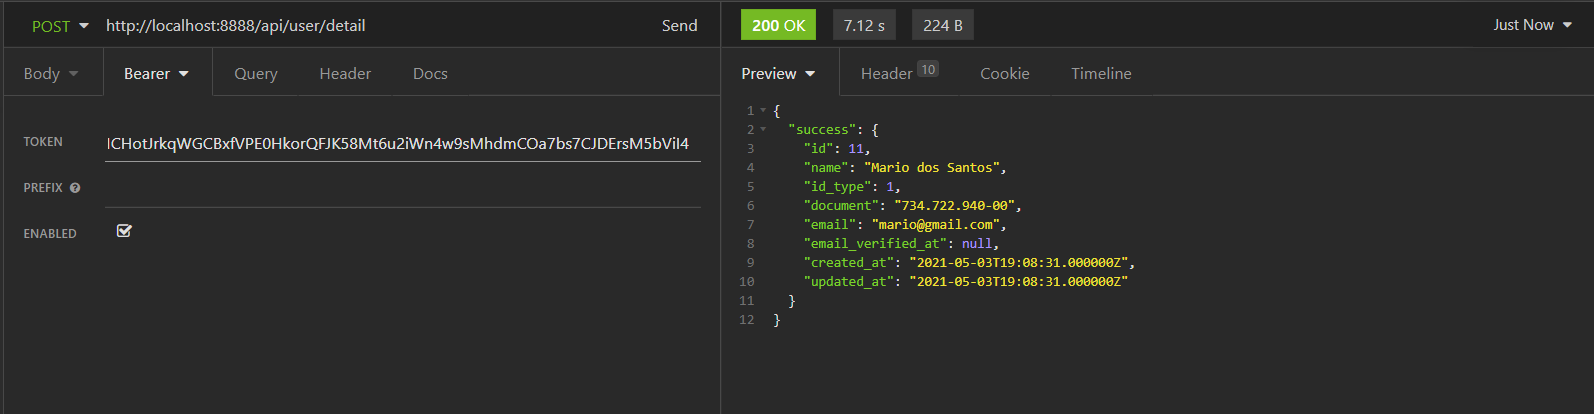 POST http://localhost:8888/api/user/detail Send
200 OK 7.12 s 224 B Just Now
Body Bearer Query Header Docs
Preview Header 10 Cookie Timeline
TOKEN ICHotJrkqWGCBxfVPE0HkorQFJK58Mt6u2iWn4w9sMhdmCOa7bs7CJDErsM5bViI4
PREFIX ?
ENABLED
1 {
2 "success": {
3 "id": 11,
4 "name": "Mario dos Santos",
5 "id_type": 1,
6 "document": "734.722.940-00",
7 "email": "mario@gmail.com",
8 "email_verified_at": null,
9 "created_at": "2021-05-03T19:08:31.000000Z",
10 "updated_at": "2021-05-03T19:08:31.000000Z"
11 }
12 }